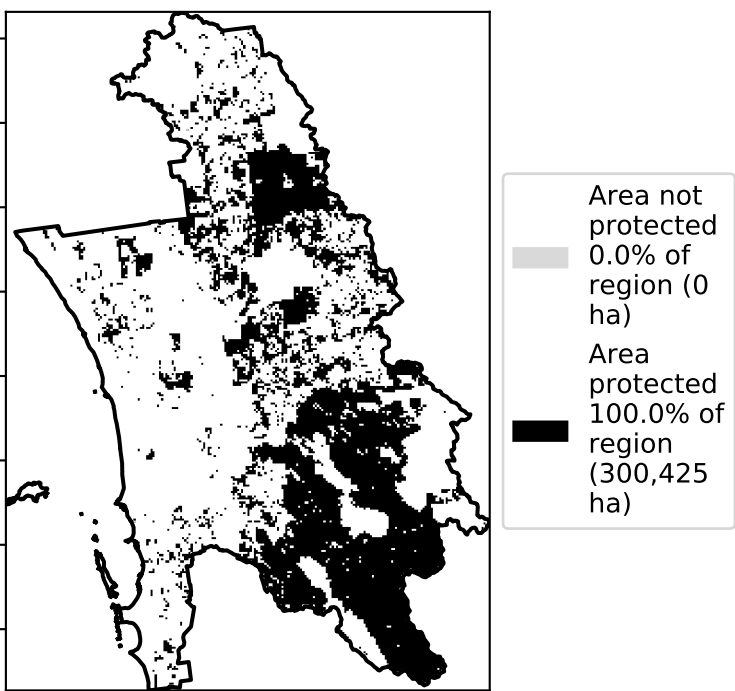 Area not
protected
0.0% of
region (0
ha)
Area
protected
100.0% of
region
(300,425
ha)